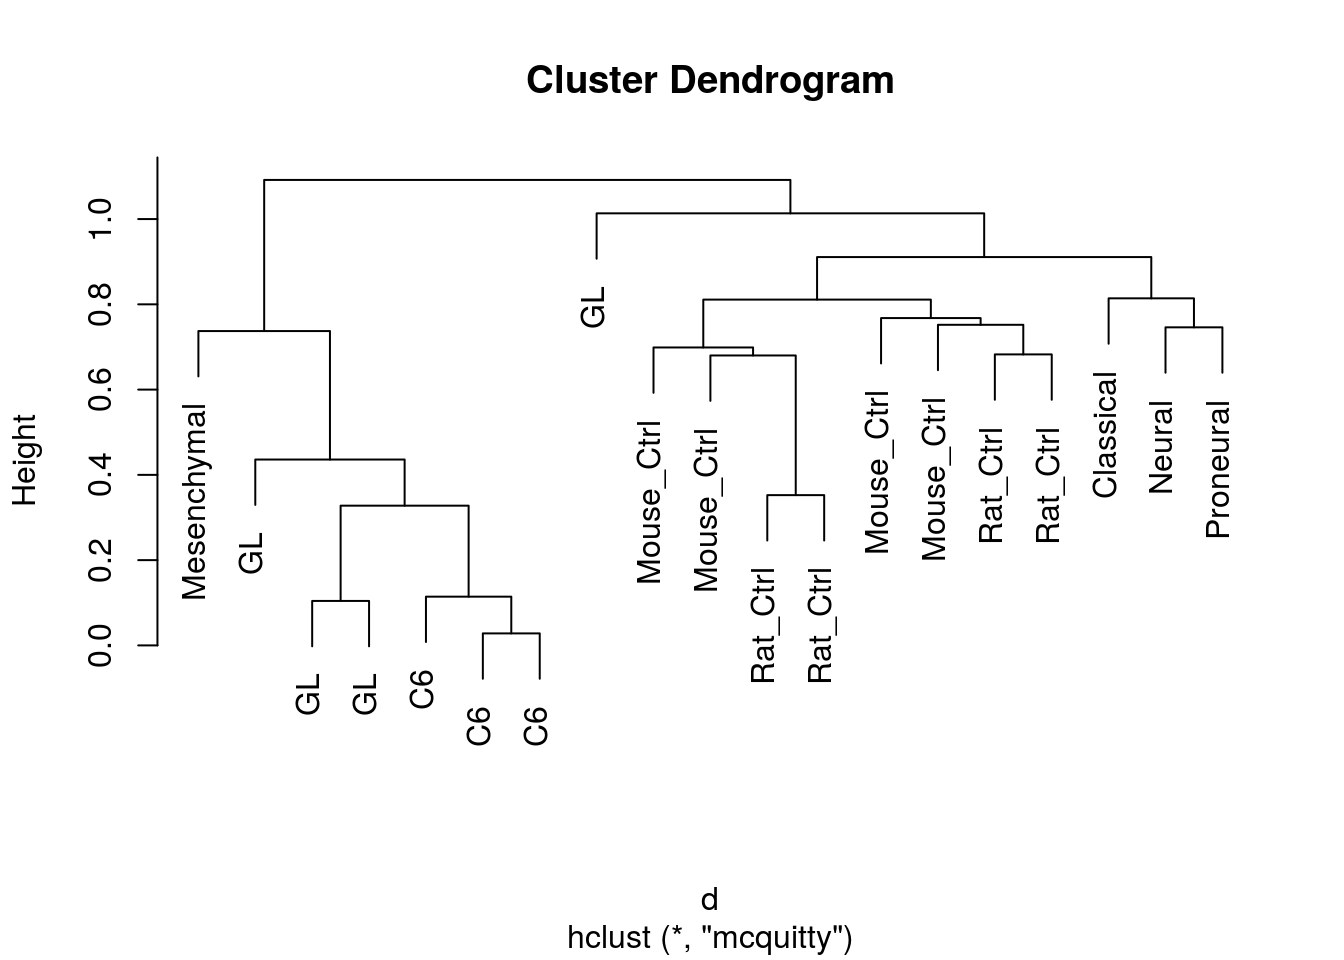 Cluster Dendrogram
Height
0.0
0.2
0.4
0.6
0.8
1.0
Mesenchymal
GL
GL
GL
C6
C6
C6
GL
Mouse_Ctrl
Mouse_Ctrl
Rat_Ctrl
Rat_Ctrl
Mouse_Ctrl
Mouse_Ctrl
Rat_Ctrl
Rat_Ctrl
Classical
Neural
Proneural
d
hclust (*, "mcquitty")